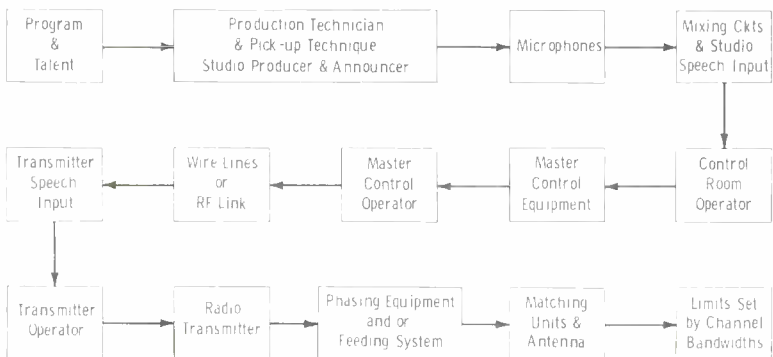 Program
&
Talent
Production Technician
& Pick-up Technique
Studio Producer & Announcer
Microphones
Mixing Ckts
& Studio
Speech Input
Transmitter
Speech
Input
Wire Lines
or
RF Link
Master
Control
Operator
Master
Control
Equipment
Control
Room
Operator
Transmitter
Operator
Radio
Transmitter
Phasing Equipment
and or
Feeding System
Matching
Units &
Antenna
Limits Set
by Channel
Bandwidths